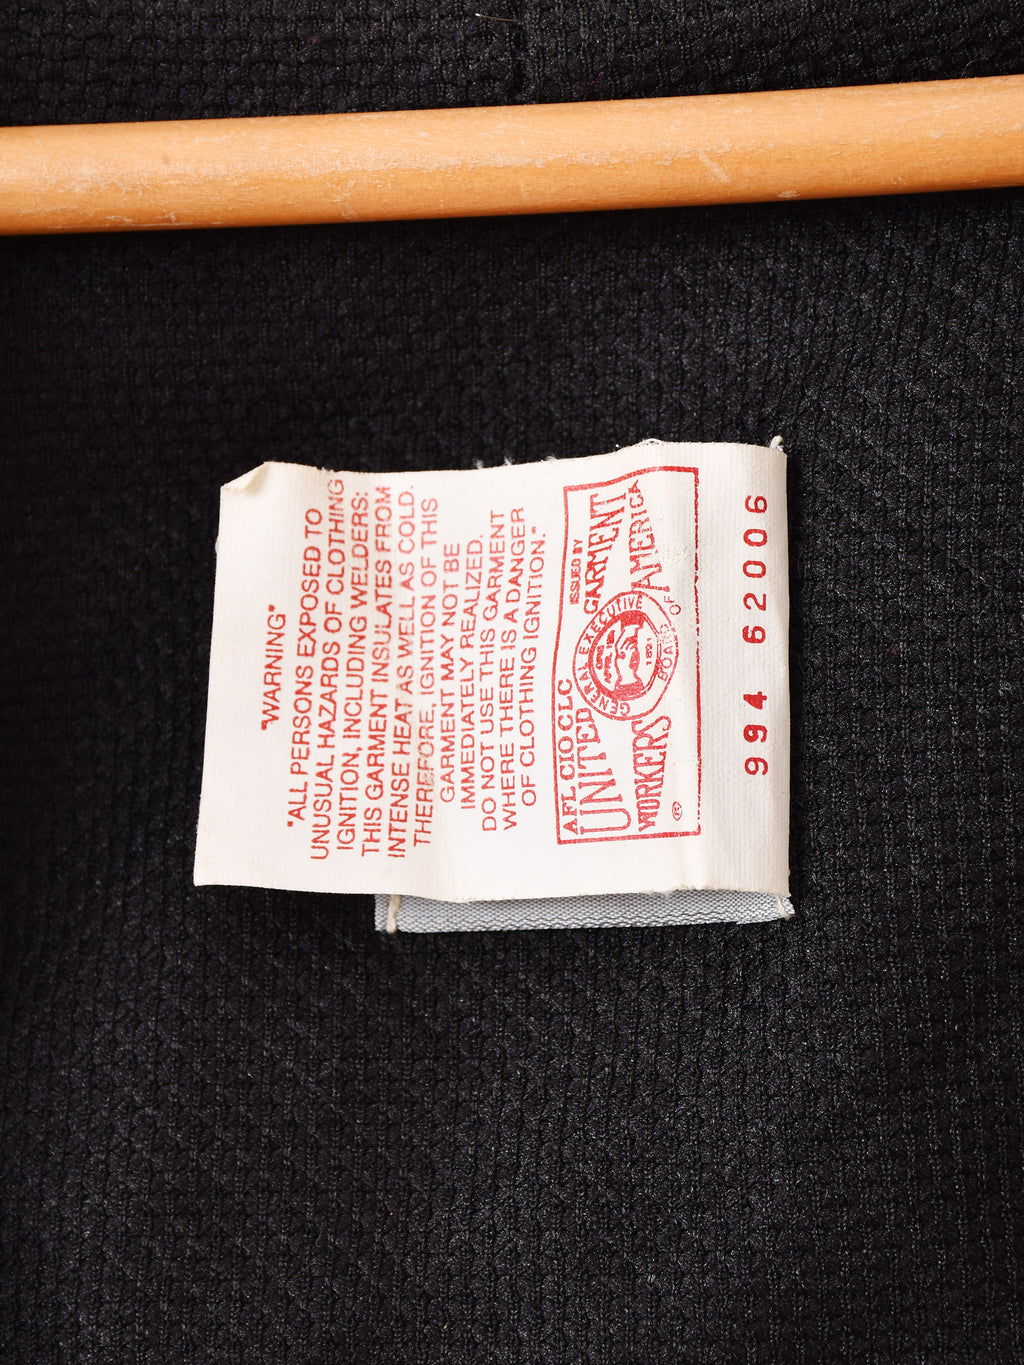 "WARNING"
"ALL PERSONS EXPOSED TO
UNUSUAL HAZARDS OF CLOTHING
IGNITION, INCLUDING WELDERS:
THIS GARMENT INSULATES FROM
INTENSE HEAT AS WELL AS COLD.
THEREFORE, IGNITION OF THIS
GARMENT MAY NOT BE
IMMEDIATELY REALIZED.
DO NOT USE THIS GARMENT
WHERE THERE IS A DANGER
OF CLOTHING IGNITION."
AFL CIO CLC ISSUED BY
UNITED GARMENT
WORKERS OF AMERICA
GENERAL EXECUTIVE
BOARD
1891
994 62006